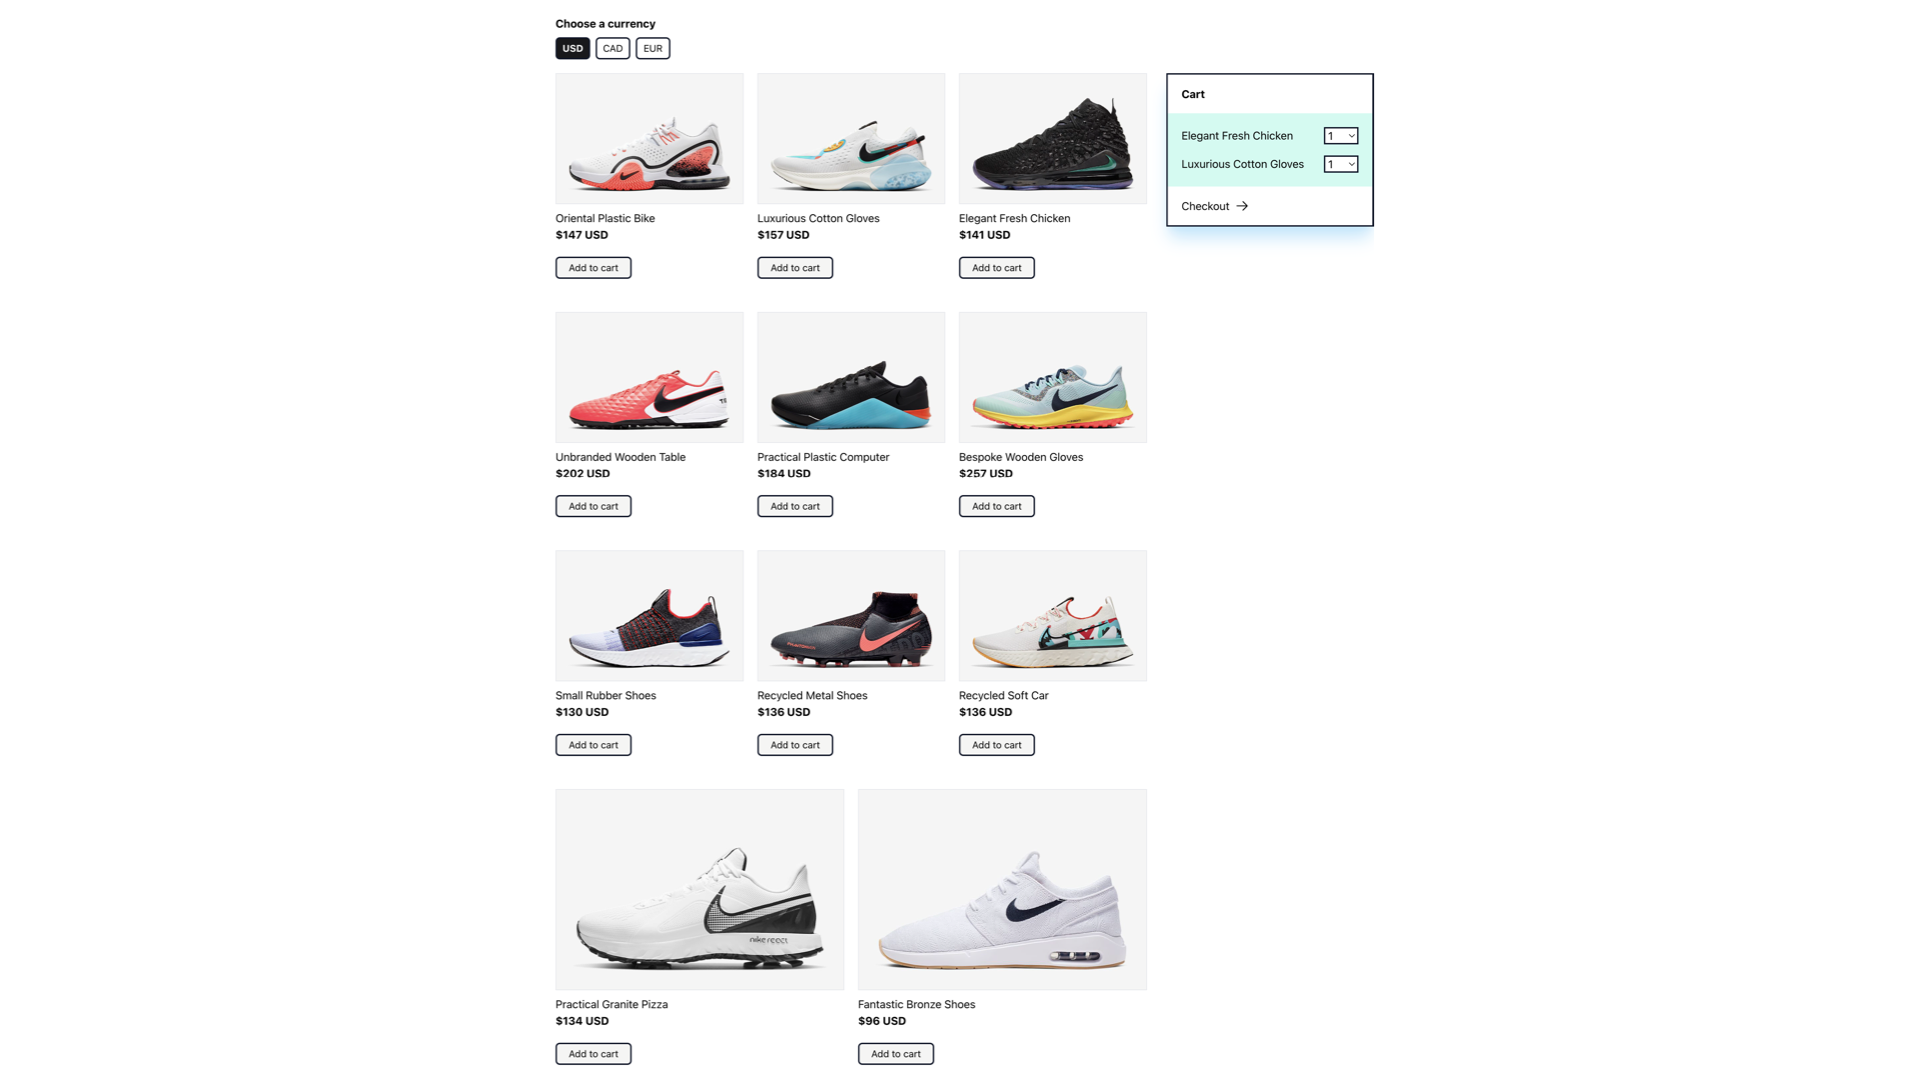 Choose a currency
USD CAD EUR
Cart
Elegant Fresh Chicken 1
Luxurious Cotton Gloves 1
Checkout →
Oriental Plastic Bike
$147 USD
Add to cart
Luxurious Cotton Gloves
$157 USD
Add to cart
Elegant Fresh Chicken
$141 USD
Add to cart
Unbranded Wooden Table
$202 USD
Add to cart
Practical Plastic Computer
$184 USD
Add to cart
Bespoke Wooden Gloves
$257 USD
Add to cart
Small Rubber Shoes
$130 USD
Add to cart
Recycled Metal Shoes
$136 USD
Add to cart
Recycled Soft Car
$136 USD
Add to cart
nike react
Practical Granite Pizza
$134 USD
Add to cart
Fantastic Bronze Shoes
$96 USD
Add to cart